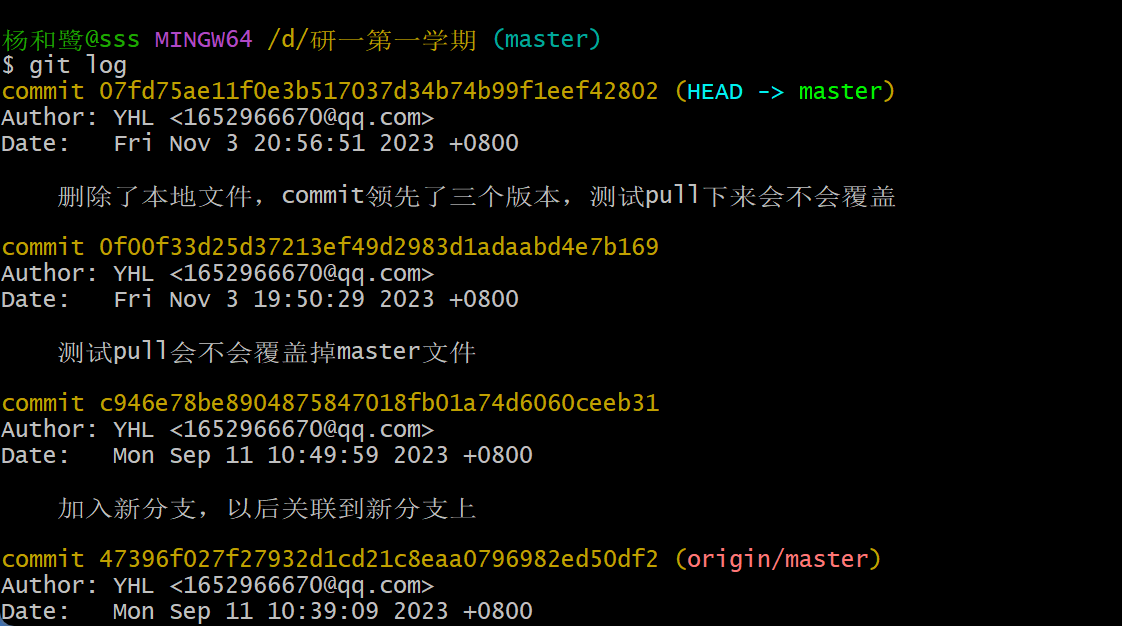 杨和鹭@sss MINGW64 /d/研一第一学期 (master)
$ git log
commit 07fd75ae11f0e3b517037d34b74b99f1eef42802 (HEAD -> master)
Author: YHL <1652966670@qq.com>
Date:   Fri Nov 3 20:56:51 2023 +0800
删除了本地文件，commit领先了三个版本，测试pull下来会不会覆盖
commit 0f00f33d25d37213ef49d2983d1adaabd4e7b169
Author: YHL <1652966670@qq.com>
Date:   Fri Nov 3 19:50:29 2023 +0800
测试pull会不会覆盖掉master文件
commit c946e78be8904875847018fb01a74d6060ceeb31
Author: YHL <1652966670@qq.com>
Date:   Mon Sep 11 10:49:59 2023 +0800
加入新分支，以后关联到新分支上
commit 47396f027f27932d1cd21c8eaa0796982ed50df2 (origin/master)
Author: YHL <1652966670@qq.com>
Date:   Mon Sep 11 10:39:09 2023 +0800